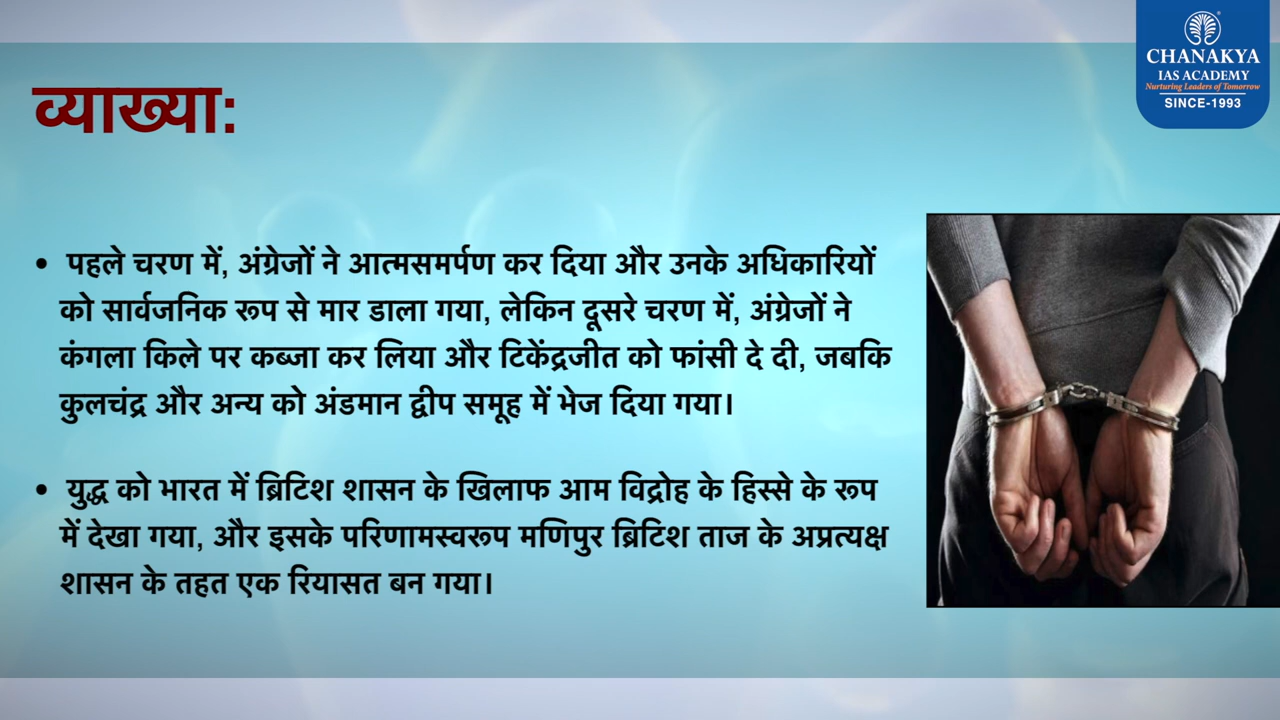 CHANAKYA
IAS ACADEMY
Nurturing Leaders of Tomorrow
SINCE-1993
व्याख्या:
• पहले चरण में, अंग्रेजों ने आत्मसमर्पण कर दिया और उनके अधिकारियों
को सार्वजनिक रूप से मार डाला गया, लेकिन दूसरे चरण में, अंग्रेजों ने
कंगला किले पर कब्जा कर लिया और टिकेंद्रजीत को फांसी दे दी, जबकि
कुलचंद्र और अन्य को अंडमान द्वीप समूह में भेज दिया गया।
• युद्ध को भारत में ब्रिटिश शासन के खिलाफ आम विद्रोह के हिस्से के रूप
में देखा गया, और इसके परिणामस्वरूप मणिपुर ब्रिटिश ताज के अप्रत्यक्ष
शासन के तहत एक रियासत बन गया।